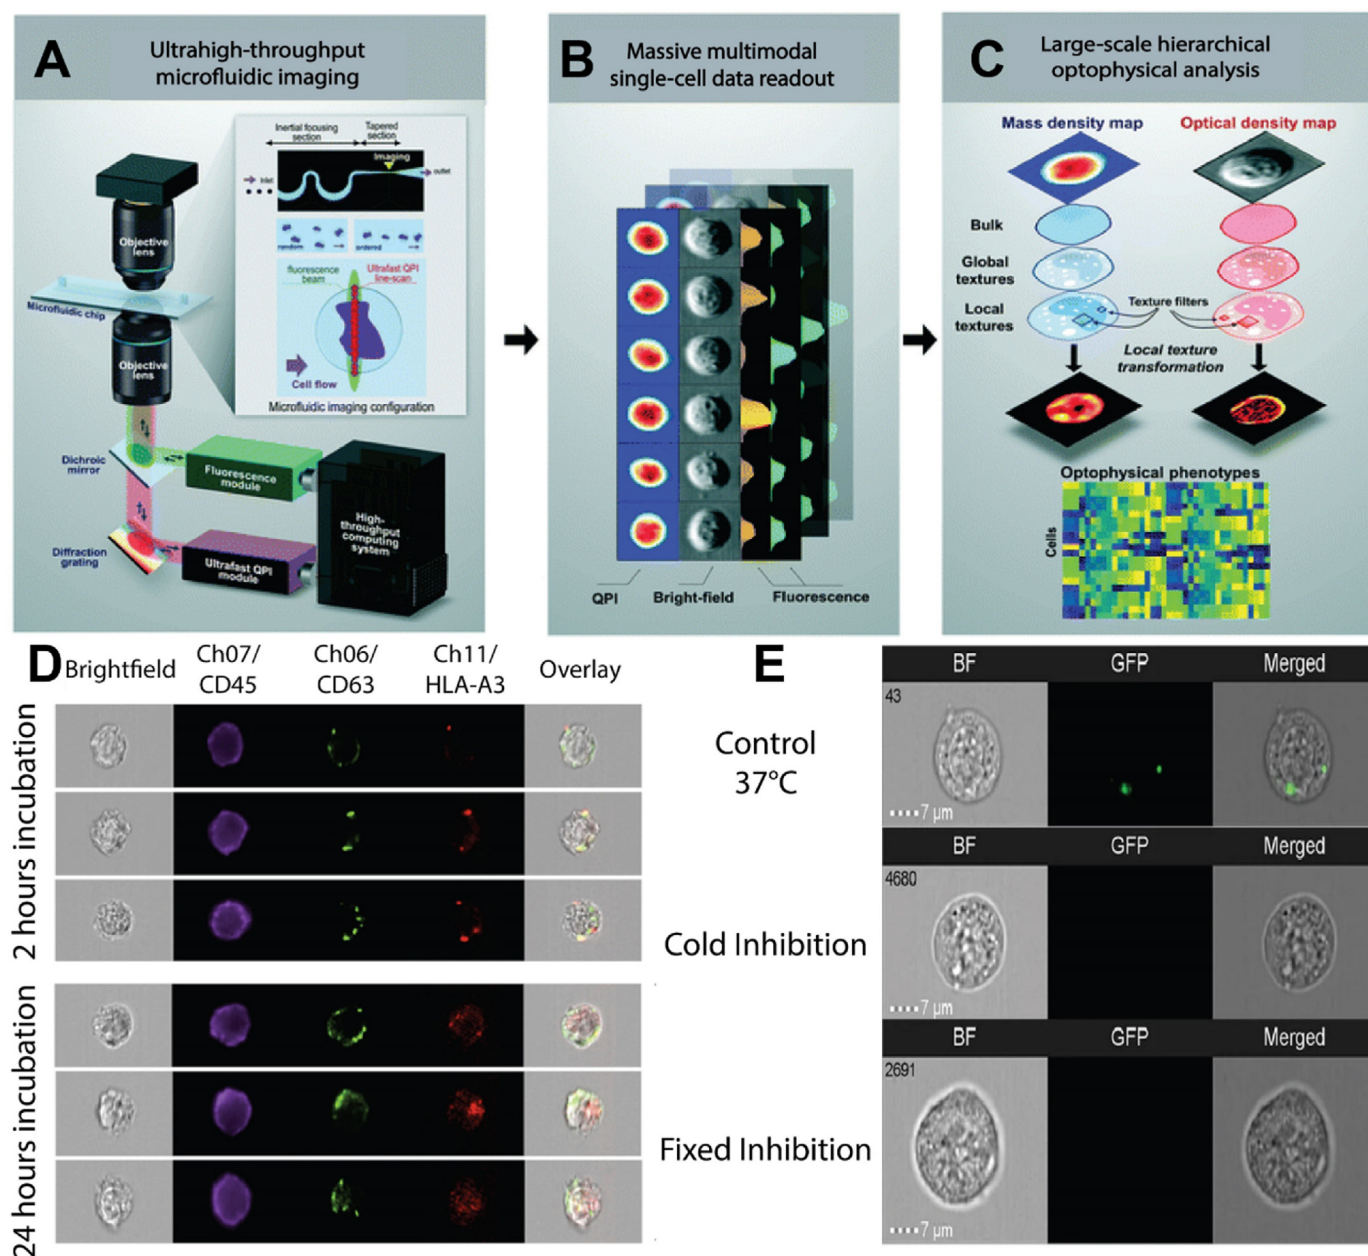 A
Ultrahigh-throughput
microfluidic imaging
Inertial focusing
section
Tapered
section
Imaging
Inlet
outlet
random
ordered
fluorescence
beam
Ultrafast QPI
line-scan
Cell flow
Microfluidic imaging configuration
Objective
lens
Microfluidic chip
Objective
lens
Dichroic
mirror
Fluorescence
module
High-
throughput
computing
system
Diffraction
grating
Ultrafast QPI
module
B
Massive multimodal
single-cell data readout
QPI
Bright-field
Fluorescence
C
Large-scale hierarchical
optophysical analysis
Mass density map
Optical density map
Bulk
Global
textures
Local
textures
Texture filters
Local texture
transformation
Optophysical phenotypes
Cells
D
Brightfield
Ch07/
CD45
Ch06/
CD63
Ch11/
HLA-A3
Overlay
2 hours incubation
24 hours incubation
E
BF
GFP
Merged
Control
37°C
43
7 µm
BF
GFP
Merged
Cold Inhibition
4680
7 µm
BF
GFP
Merged
Fixed Inhibition
2691
7 µm